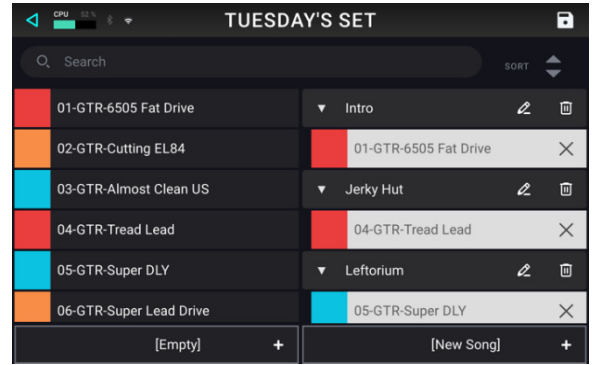 CPU 52 %
TUESDAY'S SET
Search
SORT
01-GTR-6505 Fat Drive
02-GTR-Cutting EL84
03-GTR-Almost Clean US
04-GTR-Tread Lead
05-GTR-Super DLY
06-GTR-Super Lead Drive
[Empty] +
Intro
01-GTR-6505 Fat Drive
Jerky Hut
04-GTR-Tread Lead
Leftorium
05-GTR-Super DLY
[New Song] +